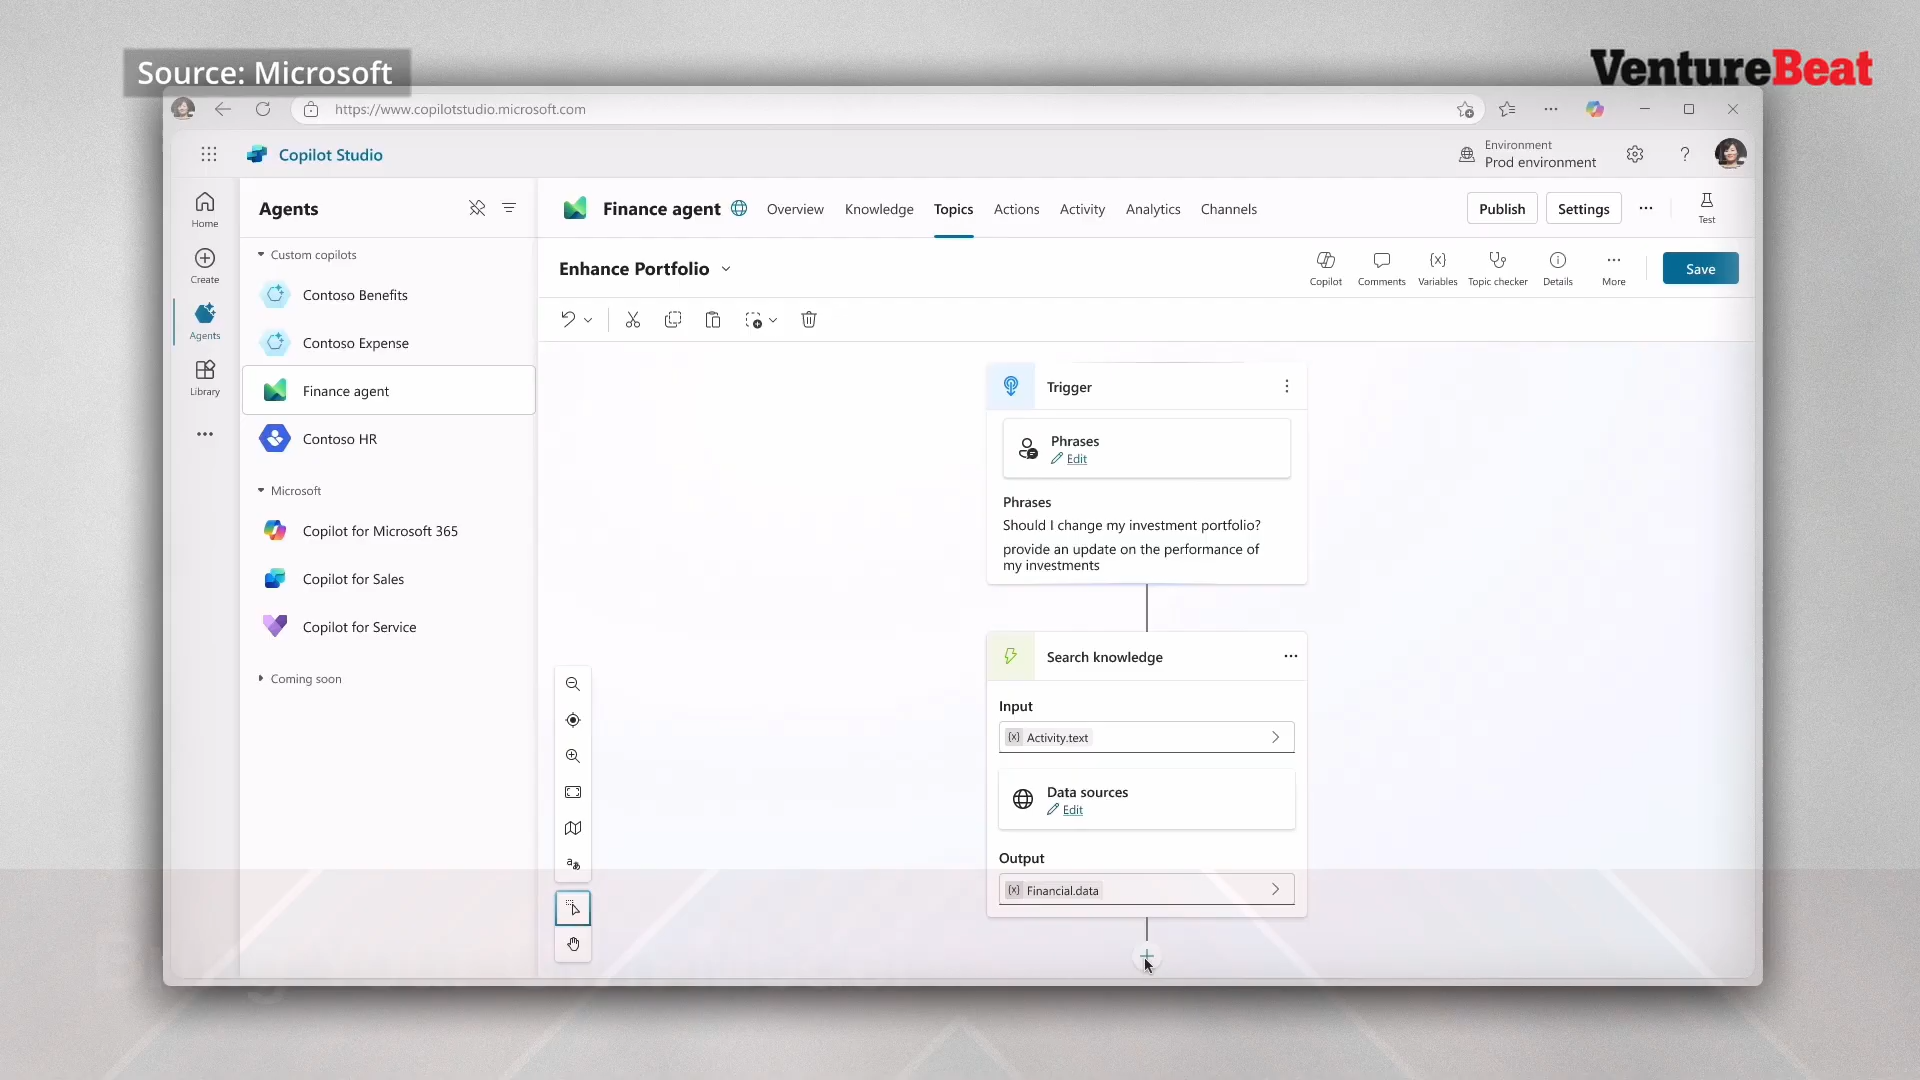 Source: Microsoft
VentureBeat
https://www.copilotstudio.microsoft.com
Copilot Studio
Environment
Prod environment
?
Home
Create
Agents
Library
Agents
Custom copilots
Contoso Benefits
Contoso Expense
Finance agent
Contoso HR
Microsoft
Copilot for Microsoft 365
Copilot for Sales
Copilot for Service
Coming soon
Finance agent
Overview
Knowledge
Topics
Actions
Activity
Analytics
Channels
Publish
Settings
Test
Enhance Portfolio
Copilot
Comments
Variables
Topic checker
Details
More
Save
Trigger
Phrases
Edit
Phrases
Should I change my investment portfolio?
provide an update on the performance of
my investments
Search knowledge
Input
{x} Activity.text
Data sources
Edit
Output
{x} Financial.data